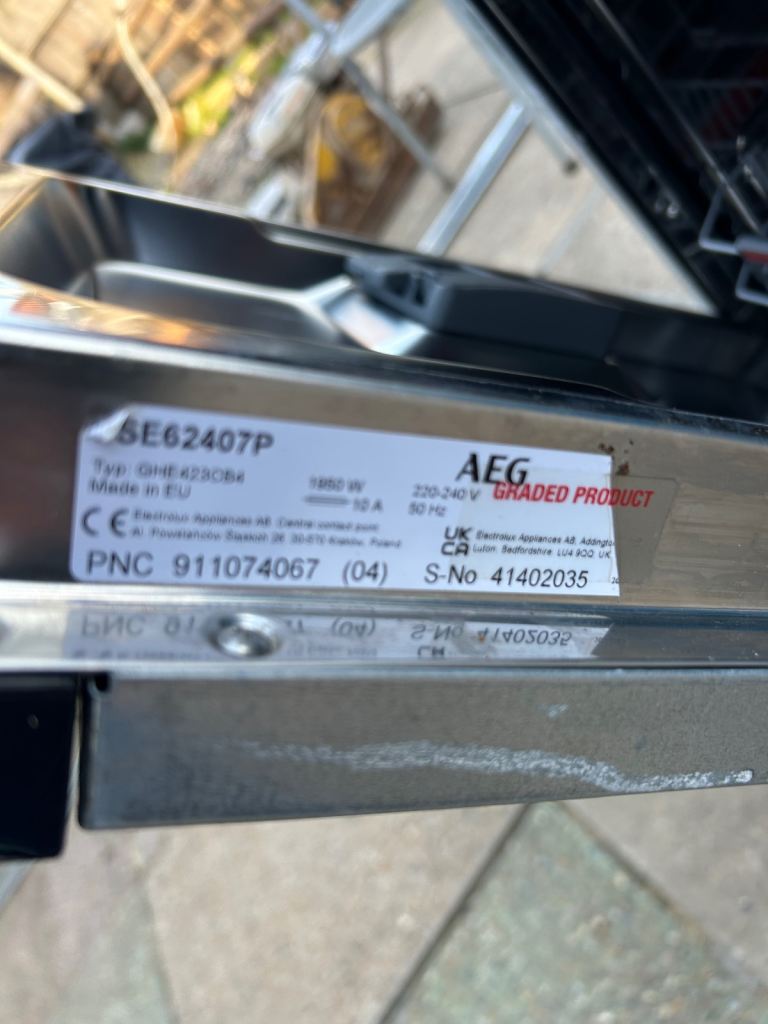 SE62407P
Typ: GHE623CB4
Made in EU
1950 W
10 A
220-240 V
50 Hz
AEG
GRADED PRODUCT
CE Electrolux Appliances AB. Central contact point:
Al. Powstańców Śląskich 26, 30-570 Kraków, Poland
UK Electrolux Appliances AB, Addington
CA Luton, Bedfordshire LU4 9QQ UK
PNC 911074067 (04) S-No 41402035